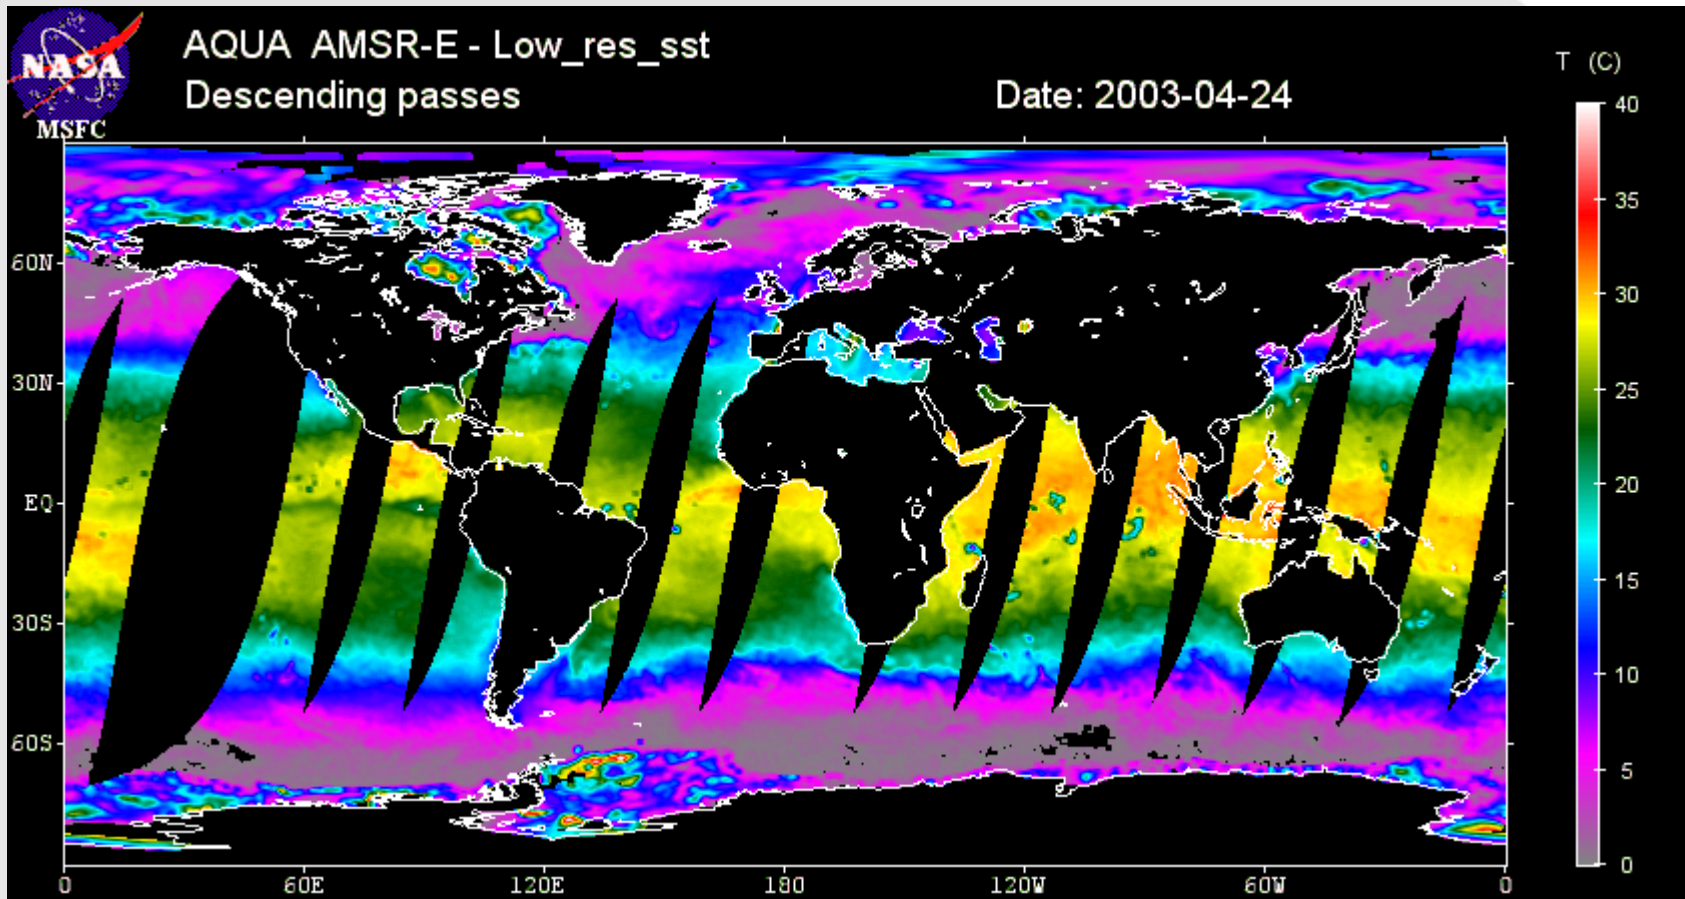 NASA
MSFC
AQUA AMSR-E - Low_res_sst
Descending passes
Date: 2003-04-24
T (C)
40
35
30
25
20
15
10
5
0
60N
30N
EQ
30S
60S
0
60E
120E
180
120W
60W
0